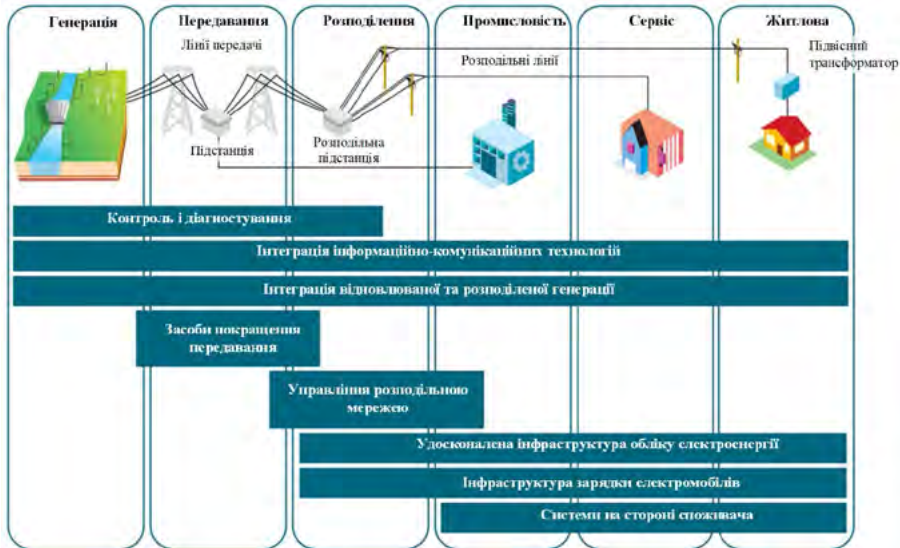 Генерація
Передавання
Розподілення
Промисловість
Сервіс
Житлова
Лінії передачі
Розподільні лінії
Підвісний
трансформатор
Підстанція
Розподільна
підстанція
Контроль і діагностування
Інтеграція інформаційно-комунікаційних технологій
Інтеграція відновлюваної та розподіленої генерації
Засоби покращення
передавання
Управління розподільною
мережею
Удосконалена інфраструктура обліку електроенергії
Інфраструктура зарядки електромобілів
Системи на стороні споживача